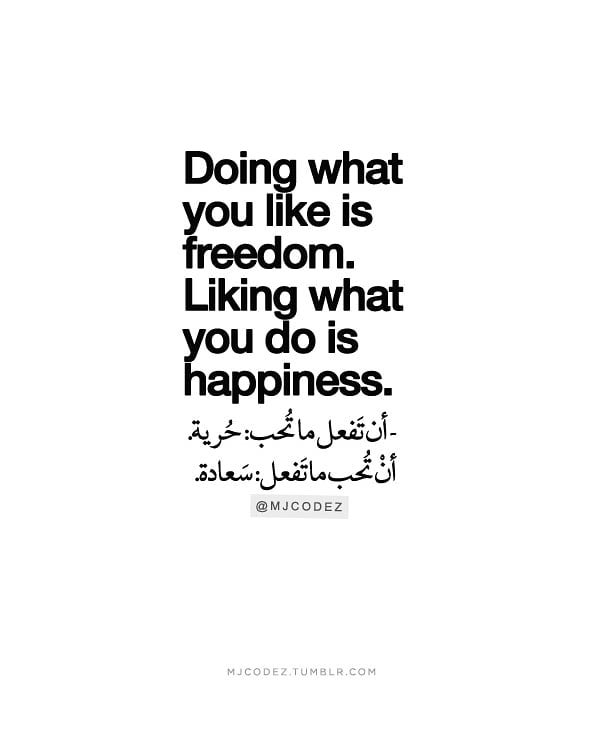 Doing what
you like is
freedom.
Liking what
you do is
happiness.
- أن تَفعل ما تُحب: حُرية.
أنْ تُحب ما تَفعل: سَعادة.
@MJCODEZ
MJCODEZ.TUMBLR.COM